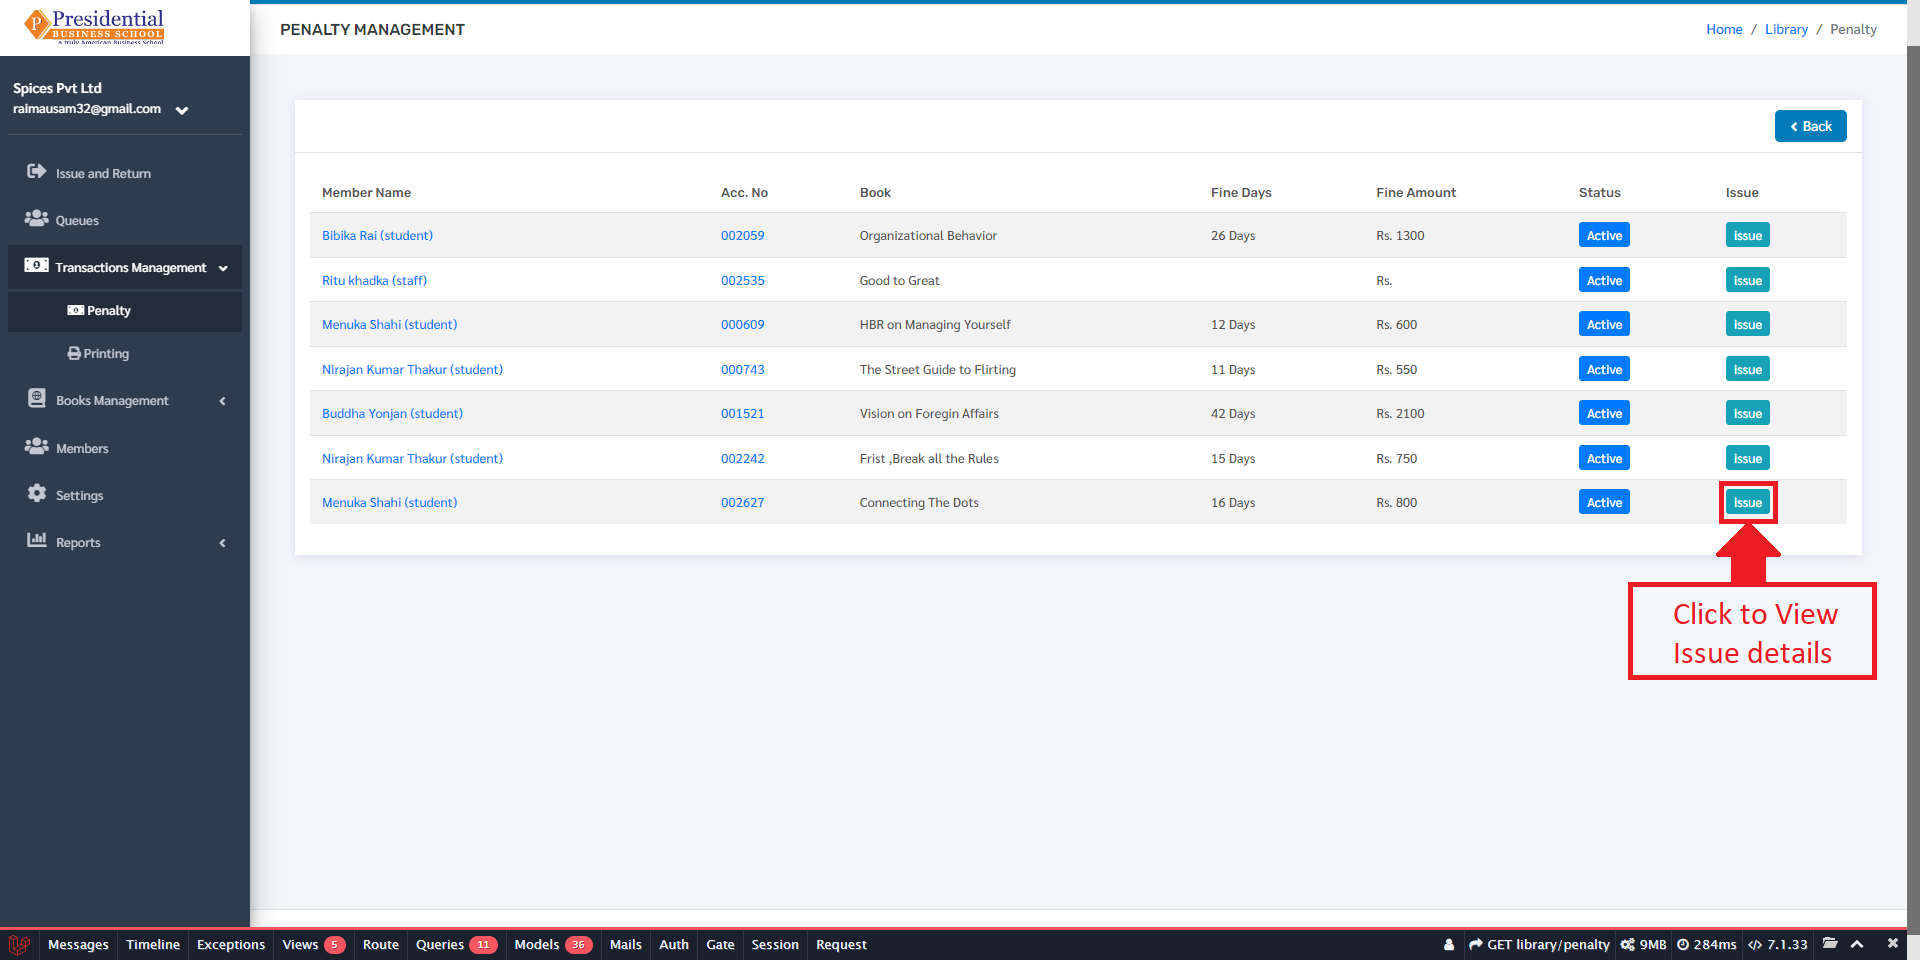 Presidential
BUSINESS SCHOOL
A truly American Business School
PENALTY MANAGEMENT
Home / Library / Penalty
Spices Pvt Ltd
raimausam32@gmail.com
Issue and Return
Queues
Transactions Management
Penalty
Printing
Books Management
Members
Settings
Reports
Back
Member Name Acc. No Book Fine Days Fine Amount Status Issue
Bibika Rai (student) 002059 Organizational Behavior 26 Days Rs. 1300 Active Issue
Ritu khadka (staff) 002535 Good to Great Rs. Active Issue
Menuka Shahi (student) 000609 HBR on Managing Yourself 12 Days Rs. 600 Active Issue
Nirajan Kumar Thakur (student) 000743 The Street Guide to Flirting 11 Days Rs. 550 Active Issue
Buddha Yonjan (student) 001521 Vision on Foregin Affairs 42 Days Rs. 2100 Active Issue
Nirajan Kumar Thakur (student) 002242 Frist ,Break all the Rules 15 Days Rs. 750 Active Issue
Menuka Shahi (student) 002627 Connecting The Dots 16 Days Rs. 800 Active Issue
Click to View
Issue details
Messages Timeline Exceptions Views 5 Route Queries 11 Models 36 Mails Auth Gate Session Request GET library/penalty 9MB 284ms 7.1.33